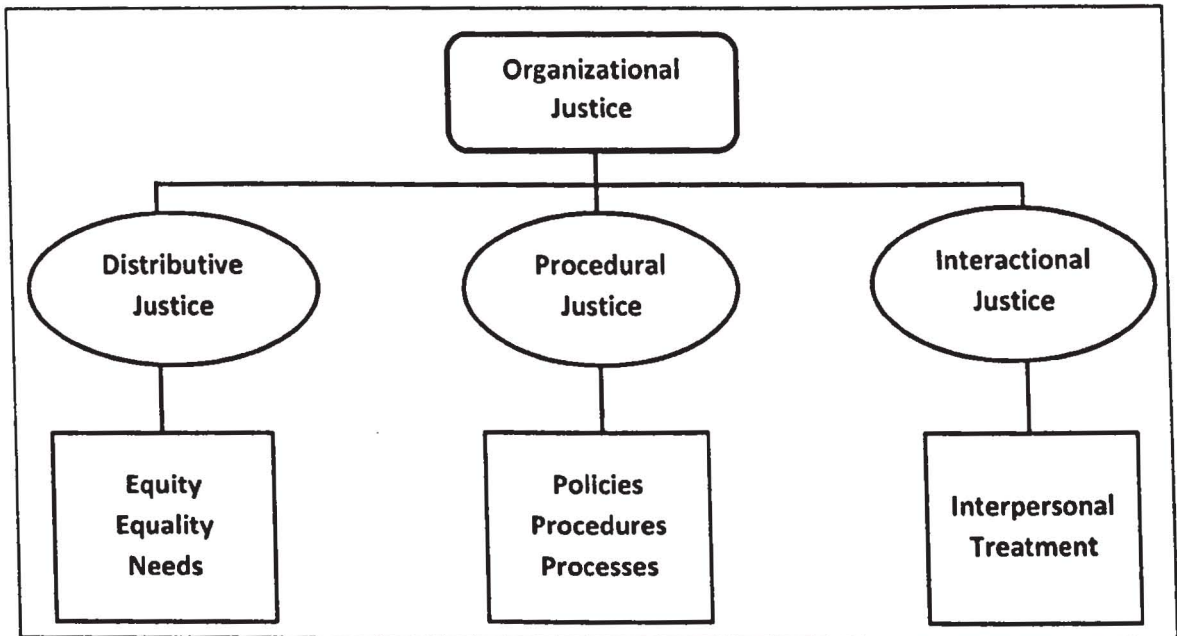 Organizational
Justice
Distributive
Justice
Procedural
Justice
Interactional
Justice
Equity
Equality
Needs
Policies
Procedures
Processes
Interpersonal
Treatment